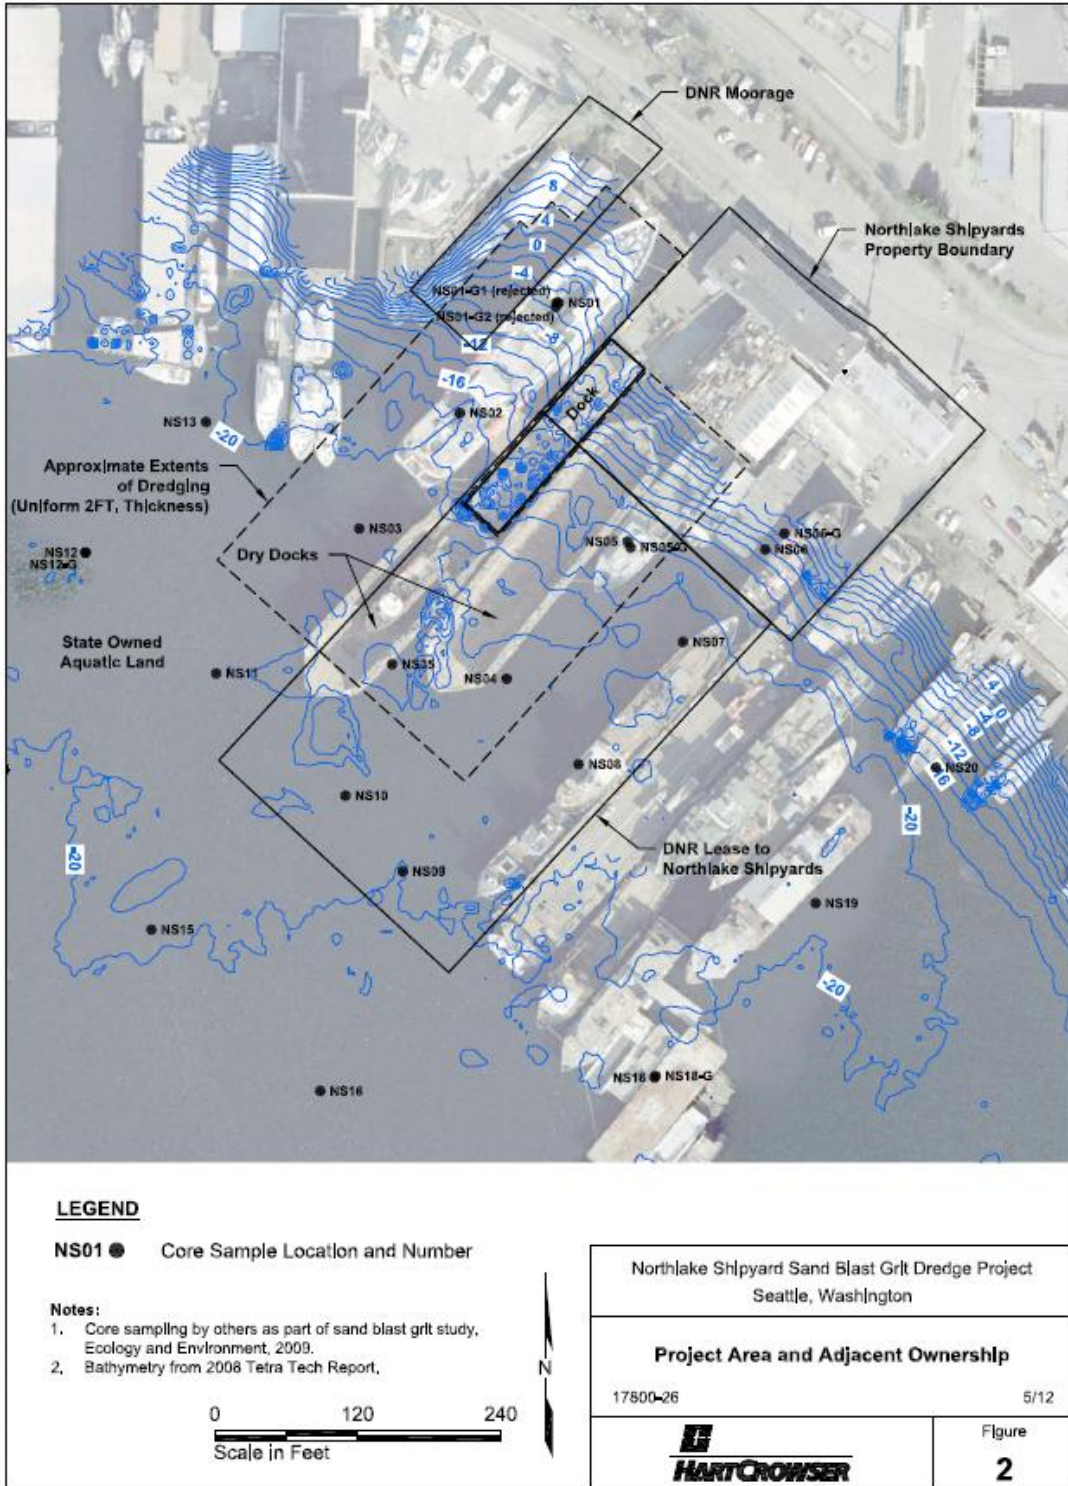 DNR Moorage
Northlake Shipyards
Property Boundary
8
4
0
-4
NS01-G1 (rejected)
NS01
NS01-G2 (rejected)
-8
-12
-16
NS02
Dock
NS13
-20
Approximate Extents
of Dredging
(Uniform 2FT, Thickness)
NS03
NS12
NS12-G
Dry Docks
NS05
NS05-G
NS06-G
NS06
State Owned
Aquatic Land
NS11
NS35
NS04
NS07
-4
0
-4
-8
-12
-16
NS20
NS08
NS10
-20
-20
DNR Lease to
Northlake Shipyards
NS09
NS19
NS15
-20
NS18
NS18-G
NS16
LEGEND
NS01 Core Sample Location and Number
Notes:
1. Core sampling by others as part of sand blast grit study,
Ecology and Environment, 2009.
2. Bathymetry from 2008 Tetra Tech Report.
0 120 240
Scale in Feet
N
Northlake Shipyard Sand Blast Grit Dredge Project
Seattle, Washington
Project Area and Adjacent Ownership
17800-26 5/12
HARTCROWSER
Figure
2